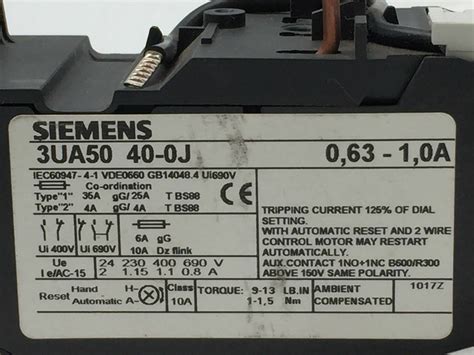 SIEMENS
3UA50 40-0J 0,63 - 1,0A
IEC60947-4-1 VDE0660 GB14048.4 Ui690V
Co-ordination
Type"1" 35A gG/ 25A T BS88
Type"2" 4A gG/ 4A T BS88
CE
6A gG
Ui 400V Ui 690V 10A Dz flink
Ue 24 230 400 690 V
Ie/AC-15 2 1.15 1.1 0.8 A
Reset Hand H-
Automatic A-
Class
10A
TORQUE: 9-13 LB.IN
1-1,5 Nm
TRIPPING CURRENT 125% OF DIAL
SETTING.
WITH AUTOMATIC RESET AND 2 WIRE
CONTROL MOTOR MAY RESTART
AUTOMATICALLY.
AUX.CONTACT 1NO+1NC B600/R300
ABOVE 150V SAME POLARITY.
AMBIENT
COMPENSATED
1017Z